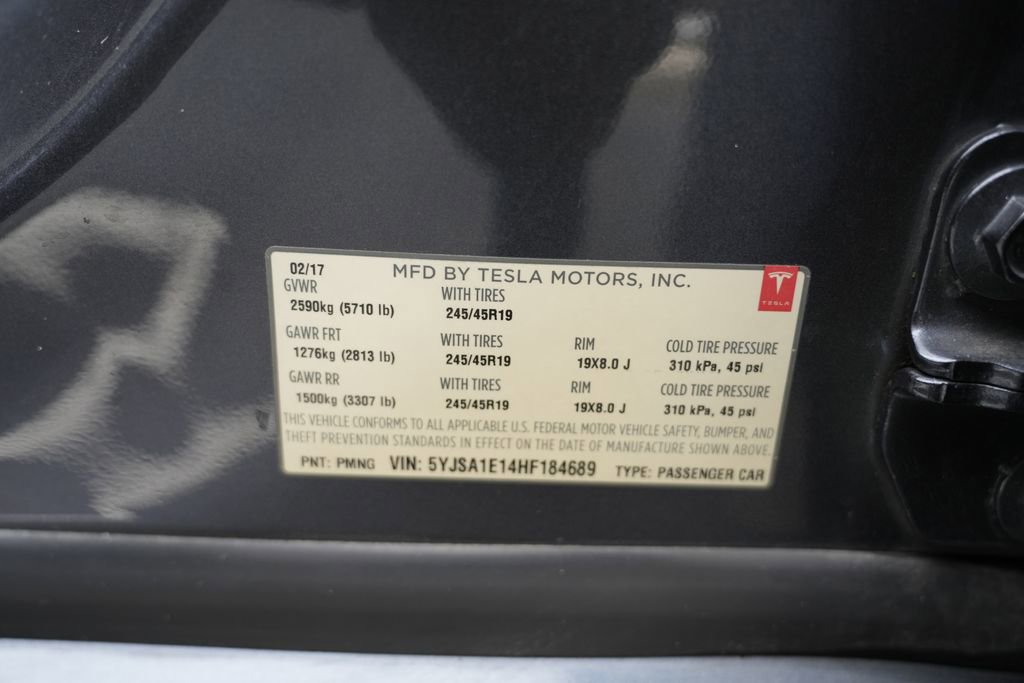 02/17 MFD BY TESLA MOTORS, INC.
TESLA
GVWR WITH TIRES
2590kg (5710 lb) 245/45R19
GAWR FRT WITH TIRES RIM COLD TIRE PRESSURE
1276kg (2813 lb) 245/45R19 19X8.0 J 310 kPa, 45 psi
GAWR RR WITH TIRES RIM COLD TIRE PRESSURE
1500kg (3307 lb) 245/45R19 19X8.0 J 310 kPa, 45 psi
THIS VEHICLE CONFORMS TO ALL APPLICABLE U.S. FEDERAL MOTOR VEHICLE SAFETY, BUMPER, AND
THEFT PREVENTION STANDARDS IN EFFECT ON THE DATE OF MANUFACTURE SHOWN ABOVE.
PNT: PMNG VIN: 5YJSA1E14HF184689 TYPE: PASSENGER CAR